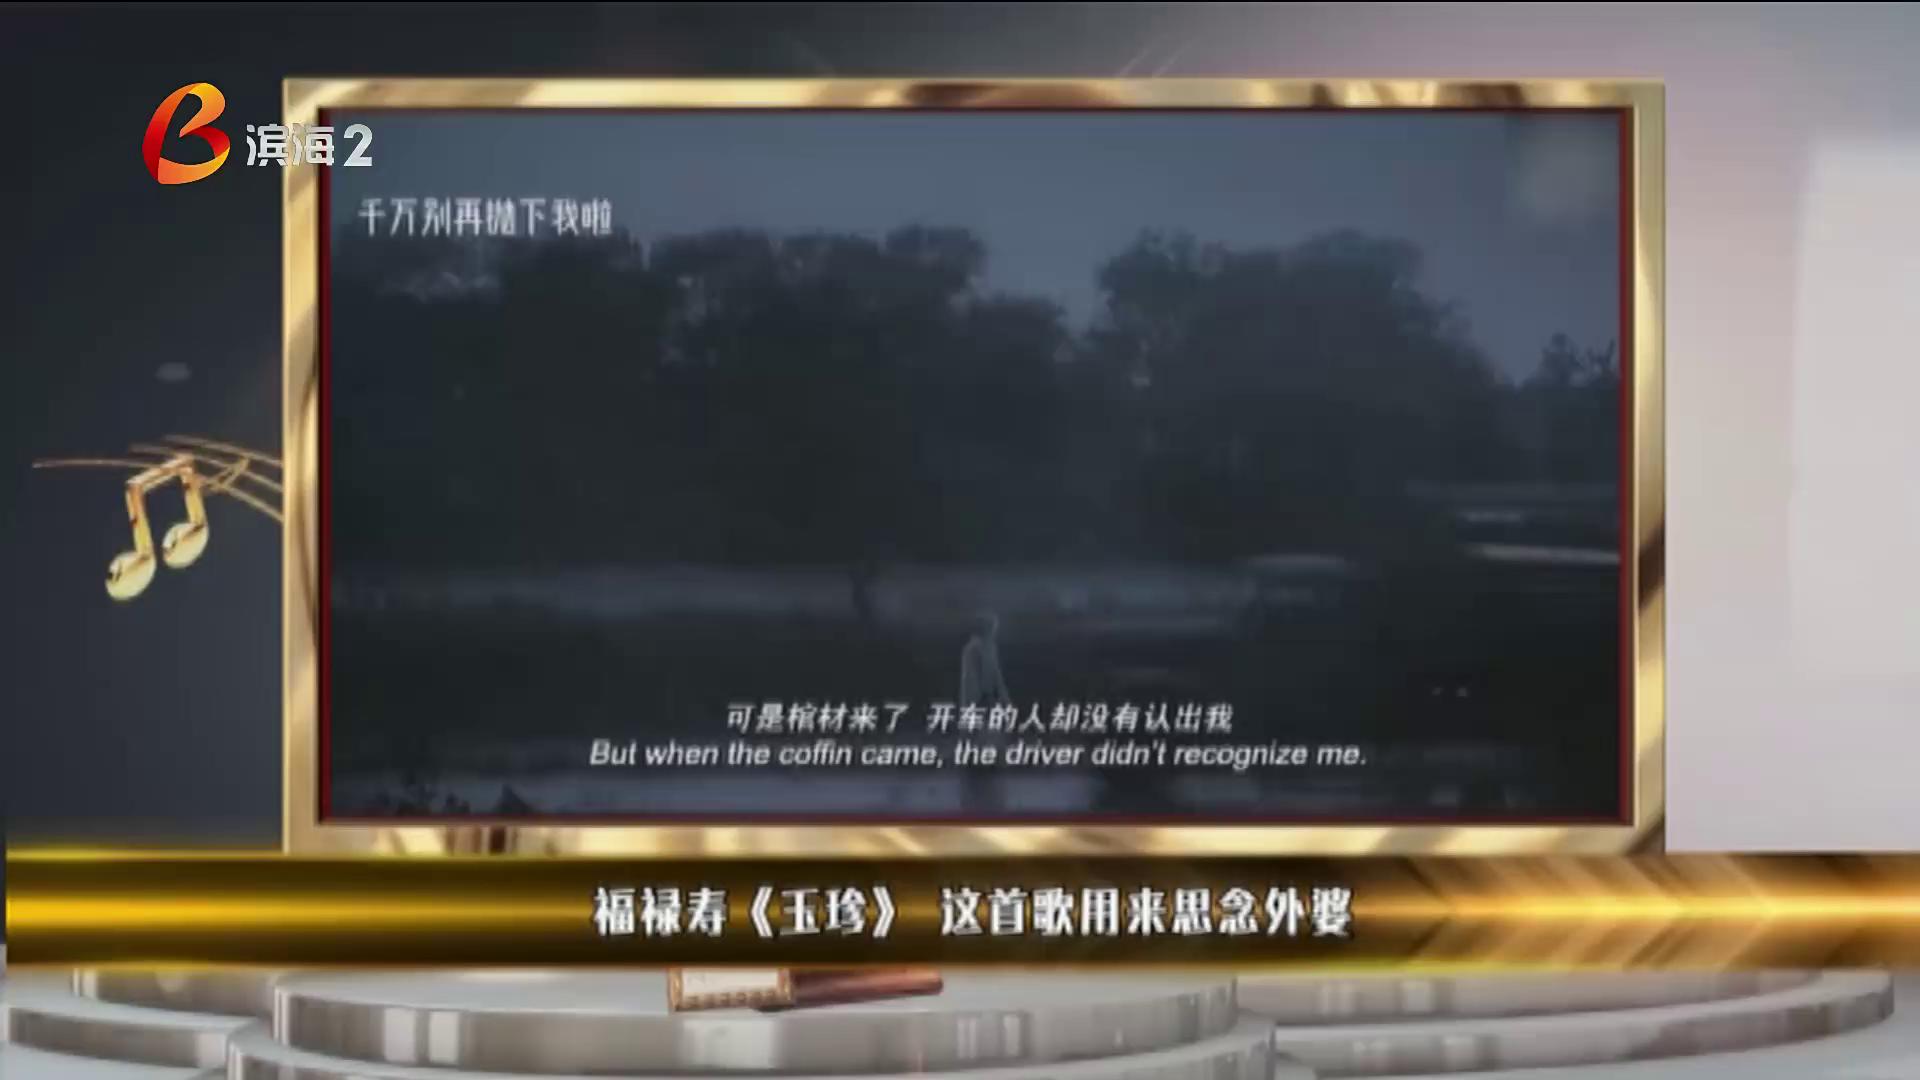 滨海2
千万别再抛下我啦
可是棺材来了 开车的人却没有认出我
But when the coffin came, the driver didn't recognize me.
福禄寿《玉珍》 这首歌用来思念外婆